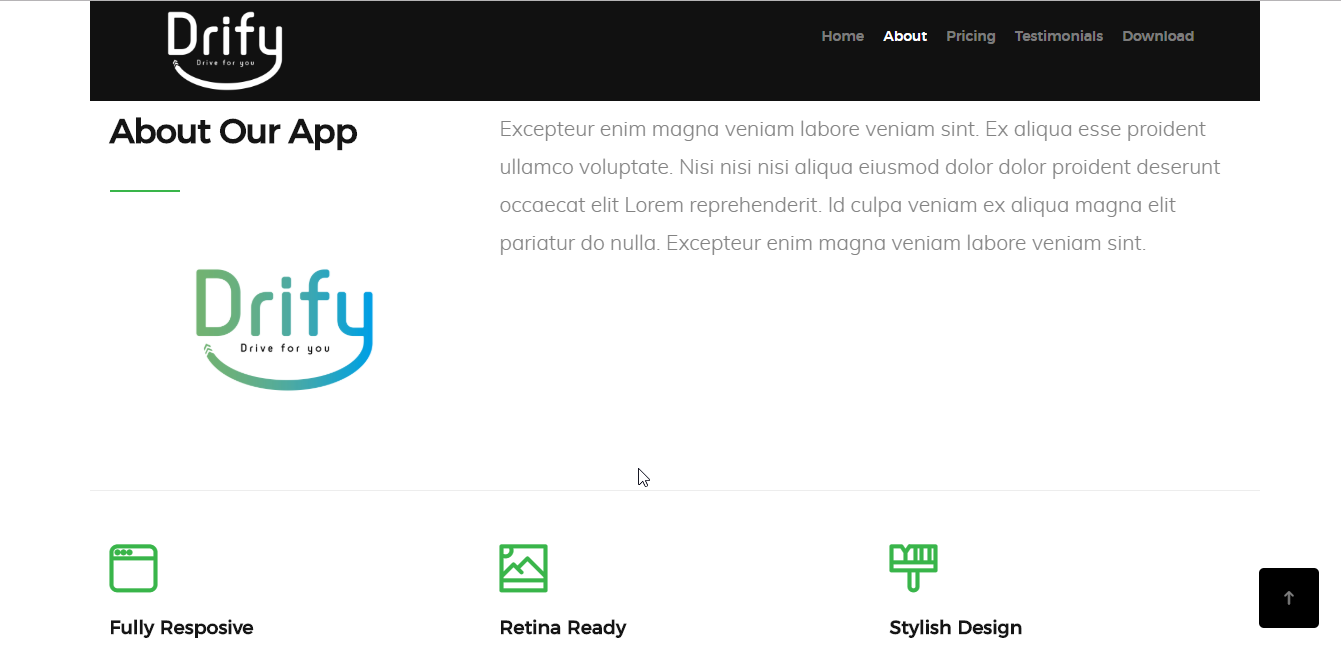 Drify
Drive for you
Home About Pricing Testimonials Download
About Our App
Excepteur enim magna veniam labore veniam sint. Ex aliqua esse proident
ullamco voluptate. Nisi nisi nisi aliqua eiusmod dolor dolor proident deserunt
occaecat elit Lorem reprehenderit. Id culpa veniam ex aliqua magna elit
pariatur do nulla. Excepteur enim magna veniam labore veniam sint.
Drify
Drive for you
Fully Resposive
Retina Ready
Stylish Design